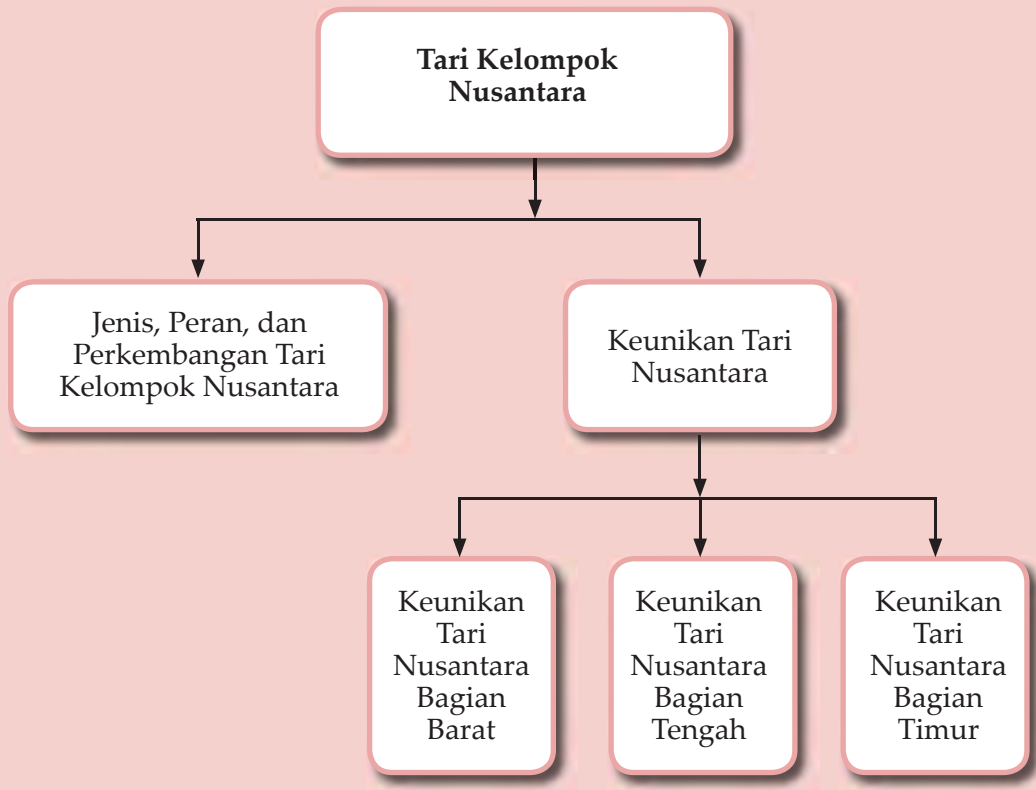 Tari Kelompok
Nusantara
Jenis, Peran, dan
Perkembangan Tari
Kelompok Nusantara
Keunikan Tari
Nusantara
Keunikan
Tari
Nusantara
Bagian
Barat
Keunikan
Tari
Nusantara
Bagian
Tengah
Keunikan
Tari
Nusantara
Bagian
Timur